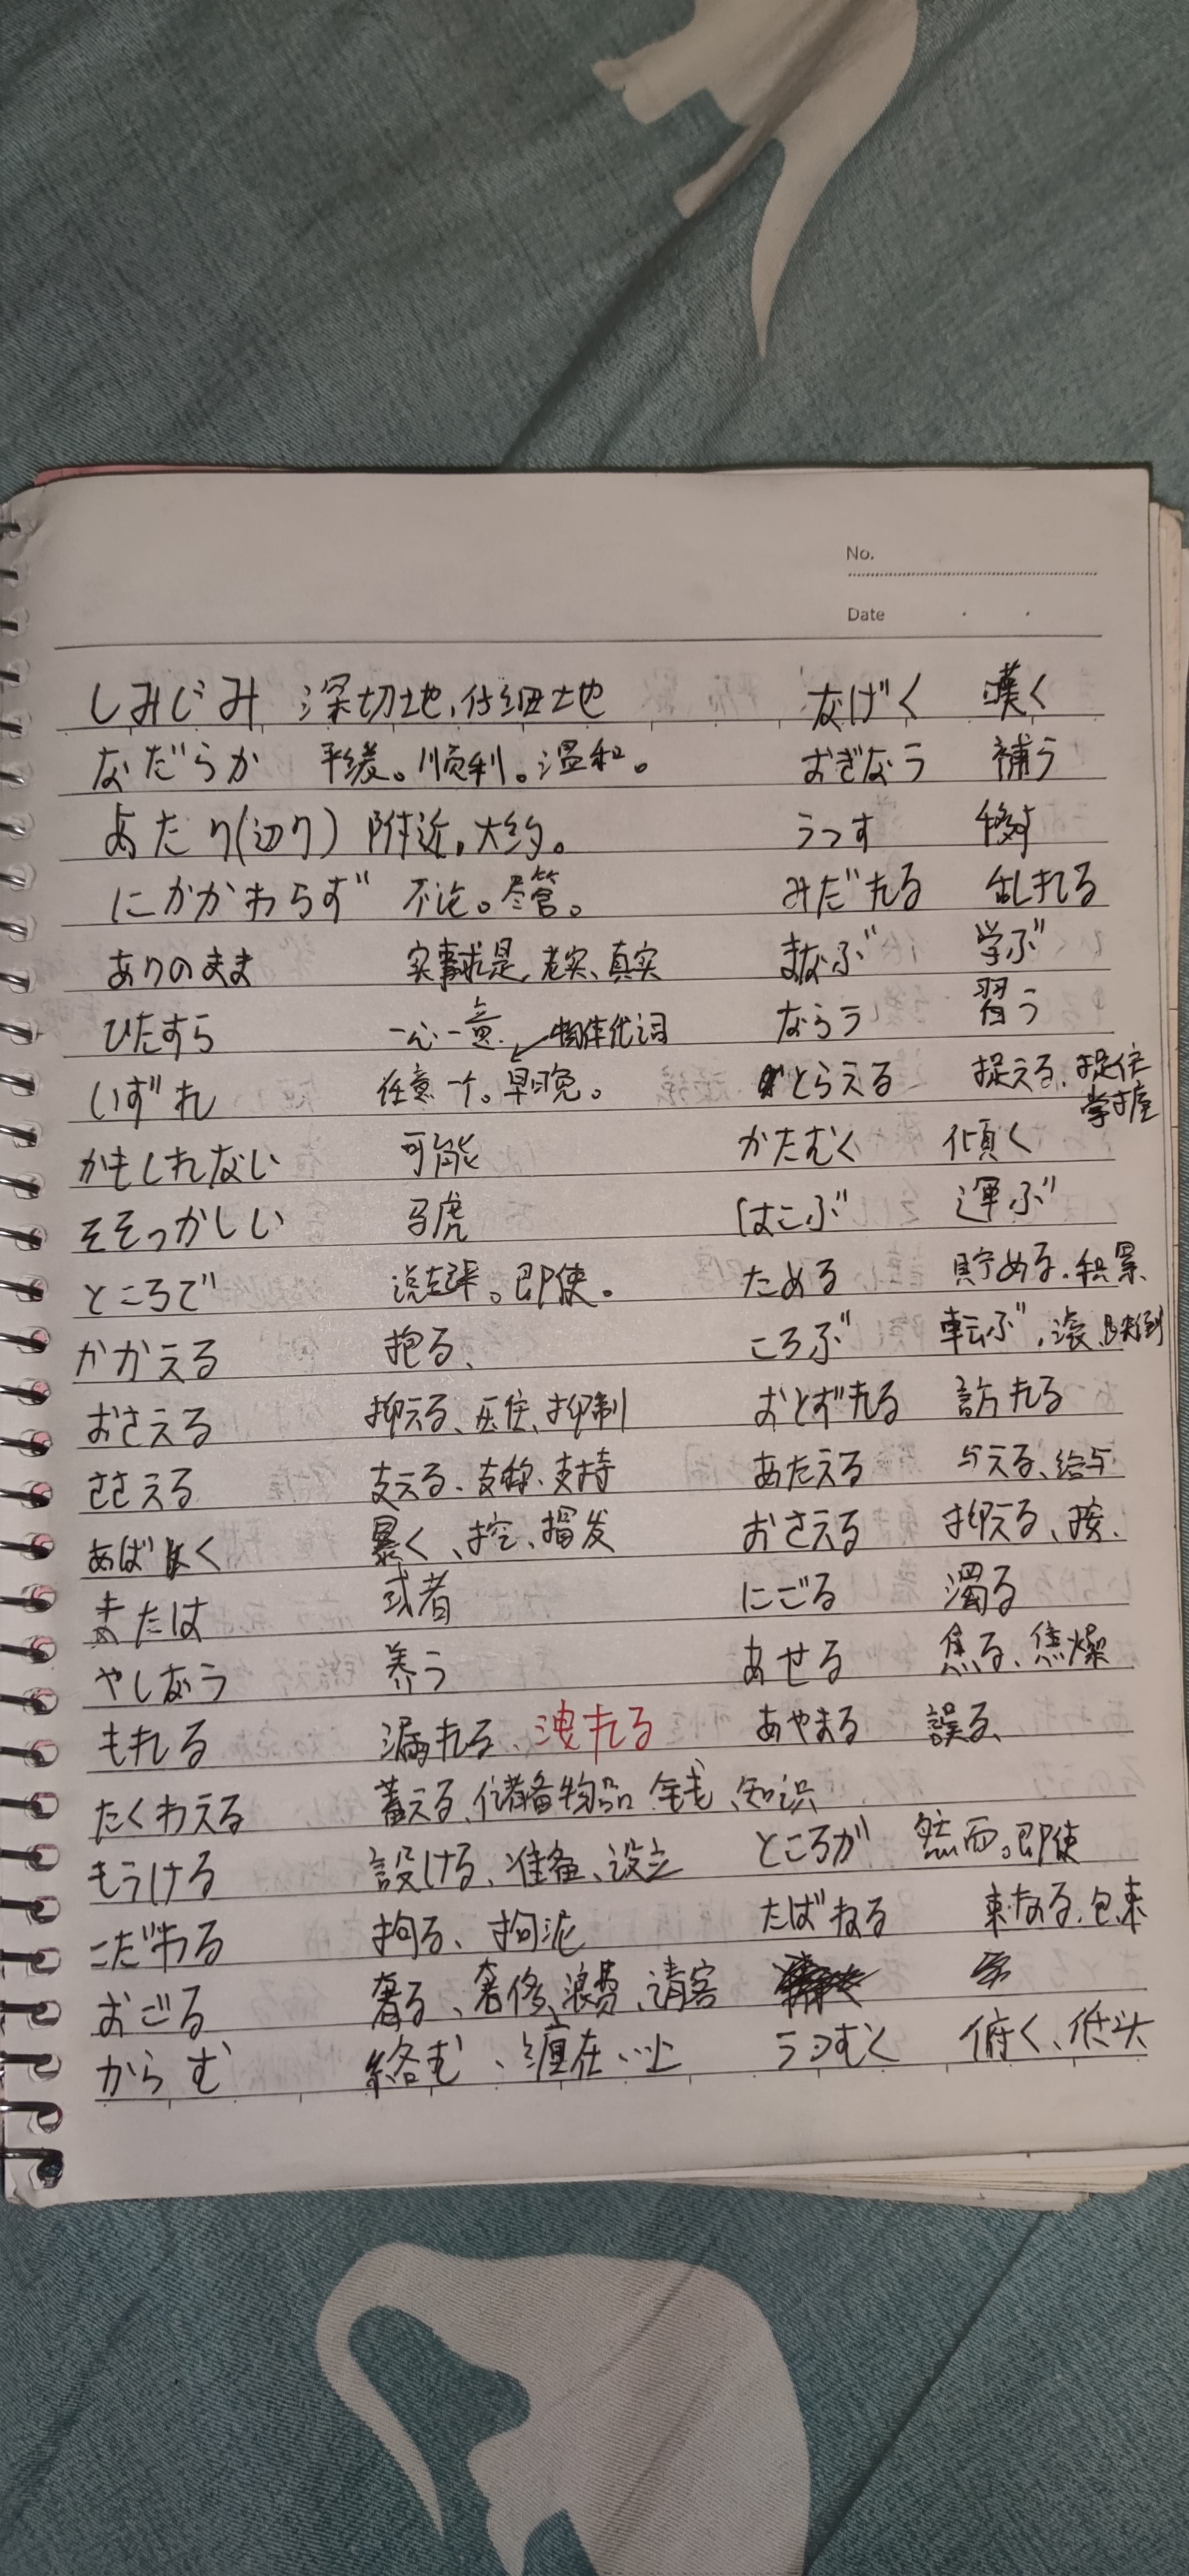 No.
Date
しみじみ 深切地,仔细地 なげく 嘆く
なだらか 平缓。顺利。温和。 おぎなう 補う
あたり(辺り) 附近。大约。 うつす 移す
にかかわらず 不论。尽管。 みだれる 乱れる
ありのまま 实事求是,老实、真实 まなぶ 学ぶ
ひたすら 一心一意. 物体代词 ならう 習う
いずれ 任意一个。早晚。 とらえる 捉える.捉住 掌握
かもしれない 可能 かたむく 傾く
そそっかしい 马虎 はこぶ 運ぶ
ところで 说起来。即使。 ためる 貯める.积累
かかえる 抱る、 ころぶ 転ぶ,滚.跌倒
おさえる 抑える、压住、抑制 おとずれる 訪れる
ささえる 支える、支撑、支持 あたえる 与える、给与
あばく 暴く、挖、揭发 おさえる 抑える、按、
または 或者 にごる 濁る
やしなう 养う あせる 焦る、焦燥
もれる 漏れる、洩れる あやまる 誤る、
たくわえる 蓄える、储备物品 金钱、知识
もうける 設ける、准备、设立 ところが 然而。即使
こだわる 拘る、拘泥 たばねる 束なる.包束
おごる 奢る、奢侈、浪费、请客
からむ 絡む、缠在…上 うつむく 俯く、低头